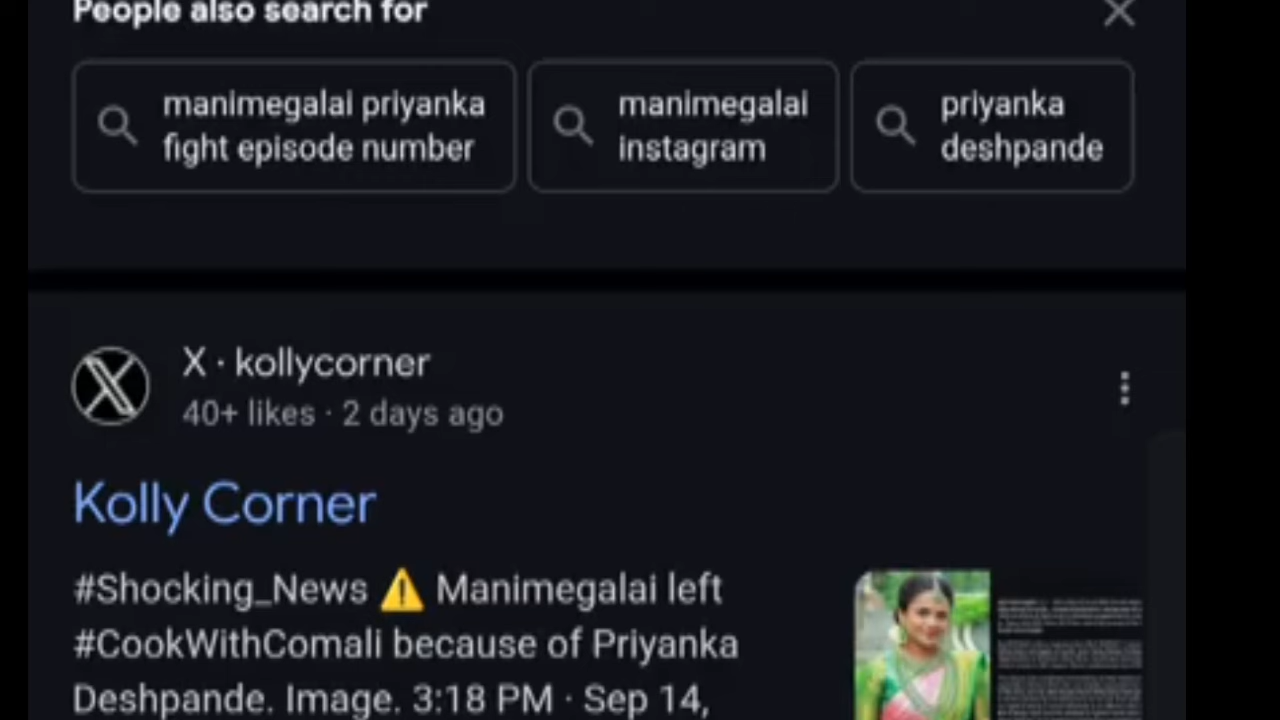 People also search for
manimegalai priyanka
fight episode number
manimegalai
instagram
priyanka
deshpande
X · kollycorner
40+ likes · 2 days ago
Kolly Corner
#Shocking_News ⚠️ Manimegalai left
#CookWithComali because of Priyanka
Deshpande. Image. 3:18 PM · Sep 14,